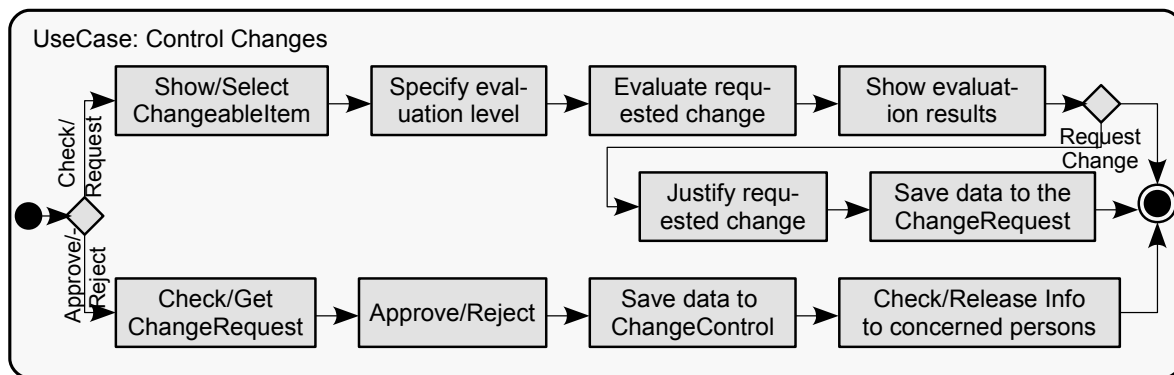 UseCase: Control Changes
Check/
Request
Show/Select
ChangeableItem
Specify eval-
uation level
Evaluate requ-
ested change
Show evaluat-
ion results
Request
Change
Justify requ-
ested change
Save data to the
ChangeRequest
Approve/-
Reject
Check/Get
ChangeRequest
Approve/Reject
Save data to
ChangeControl
Check/Release Info
to concerned persons